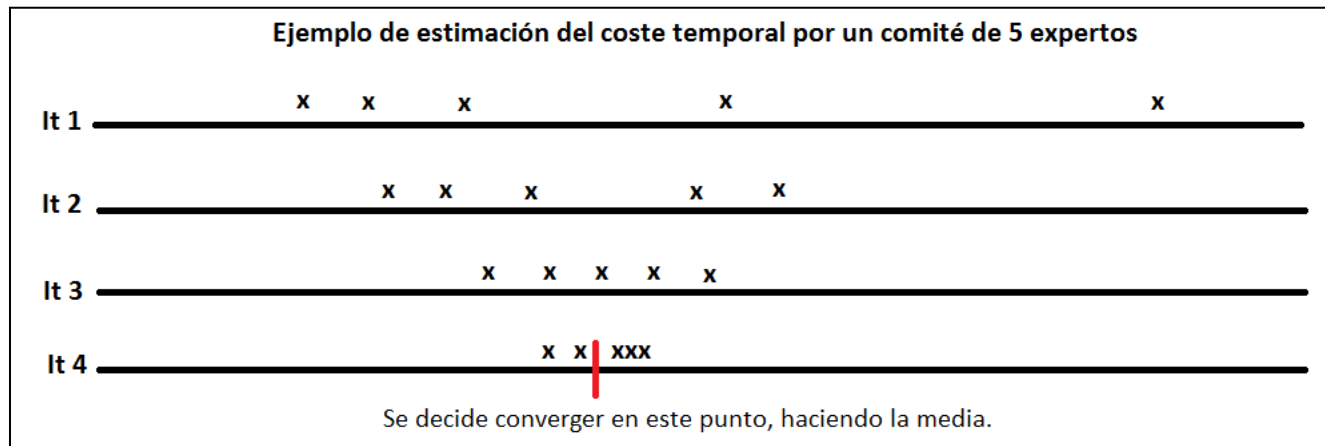 Ejemplo de estimación del coste temporal por un comité de 5 expertos
x x x x x
It 1
x x x x x
It 2
x x x x x
It 3
x x xxx
It 4
Se decide converger en este punto, haciendo la media.